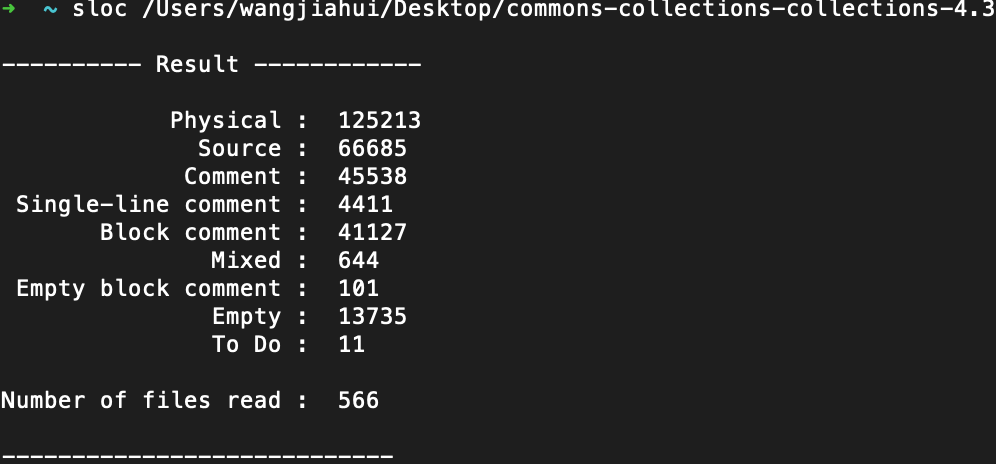 ➜  ~ sloc /Users/wangjiahui/Desktop/commons-collections-collections-4.3
---------- Result ------------
Physical :  125213
Source :  66685
Comment :  45538
Single-line comment :  4411
Block comment :  41127
Mixed :  644
Empty block comment :  101
Empty :  13735
To Do :  11
Number of files read :  566
----------------------------